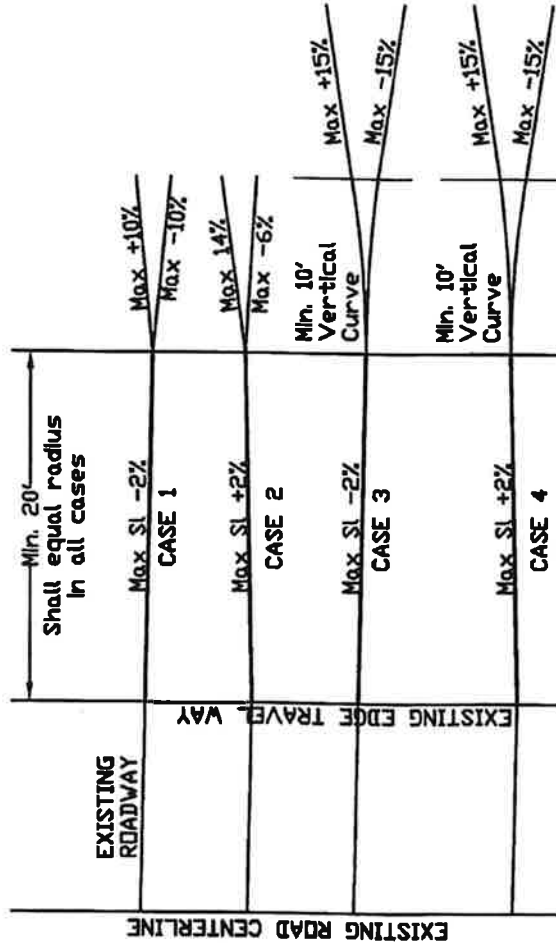 Min. 20'
Shall equal radius
In all cases
EXISTING
ROADWAY
Max Sl -2%
CASE 1
Max +10%
Max -10%
Max Sl +2%
CASE 2
Max 14%
Max -6%
Max Sl -2%
CASE 3
Min. 10'
Vertical
Curve
Max +15%
Max -15%
Max Sl +2%
CASE 4
Min. 10'
Vertical
Curve
Max +15%
Max -15%
EXISTING EDGE TRAVEL WAY
EXISTING ROAD CENTERLINE